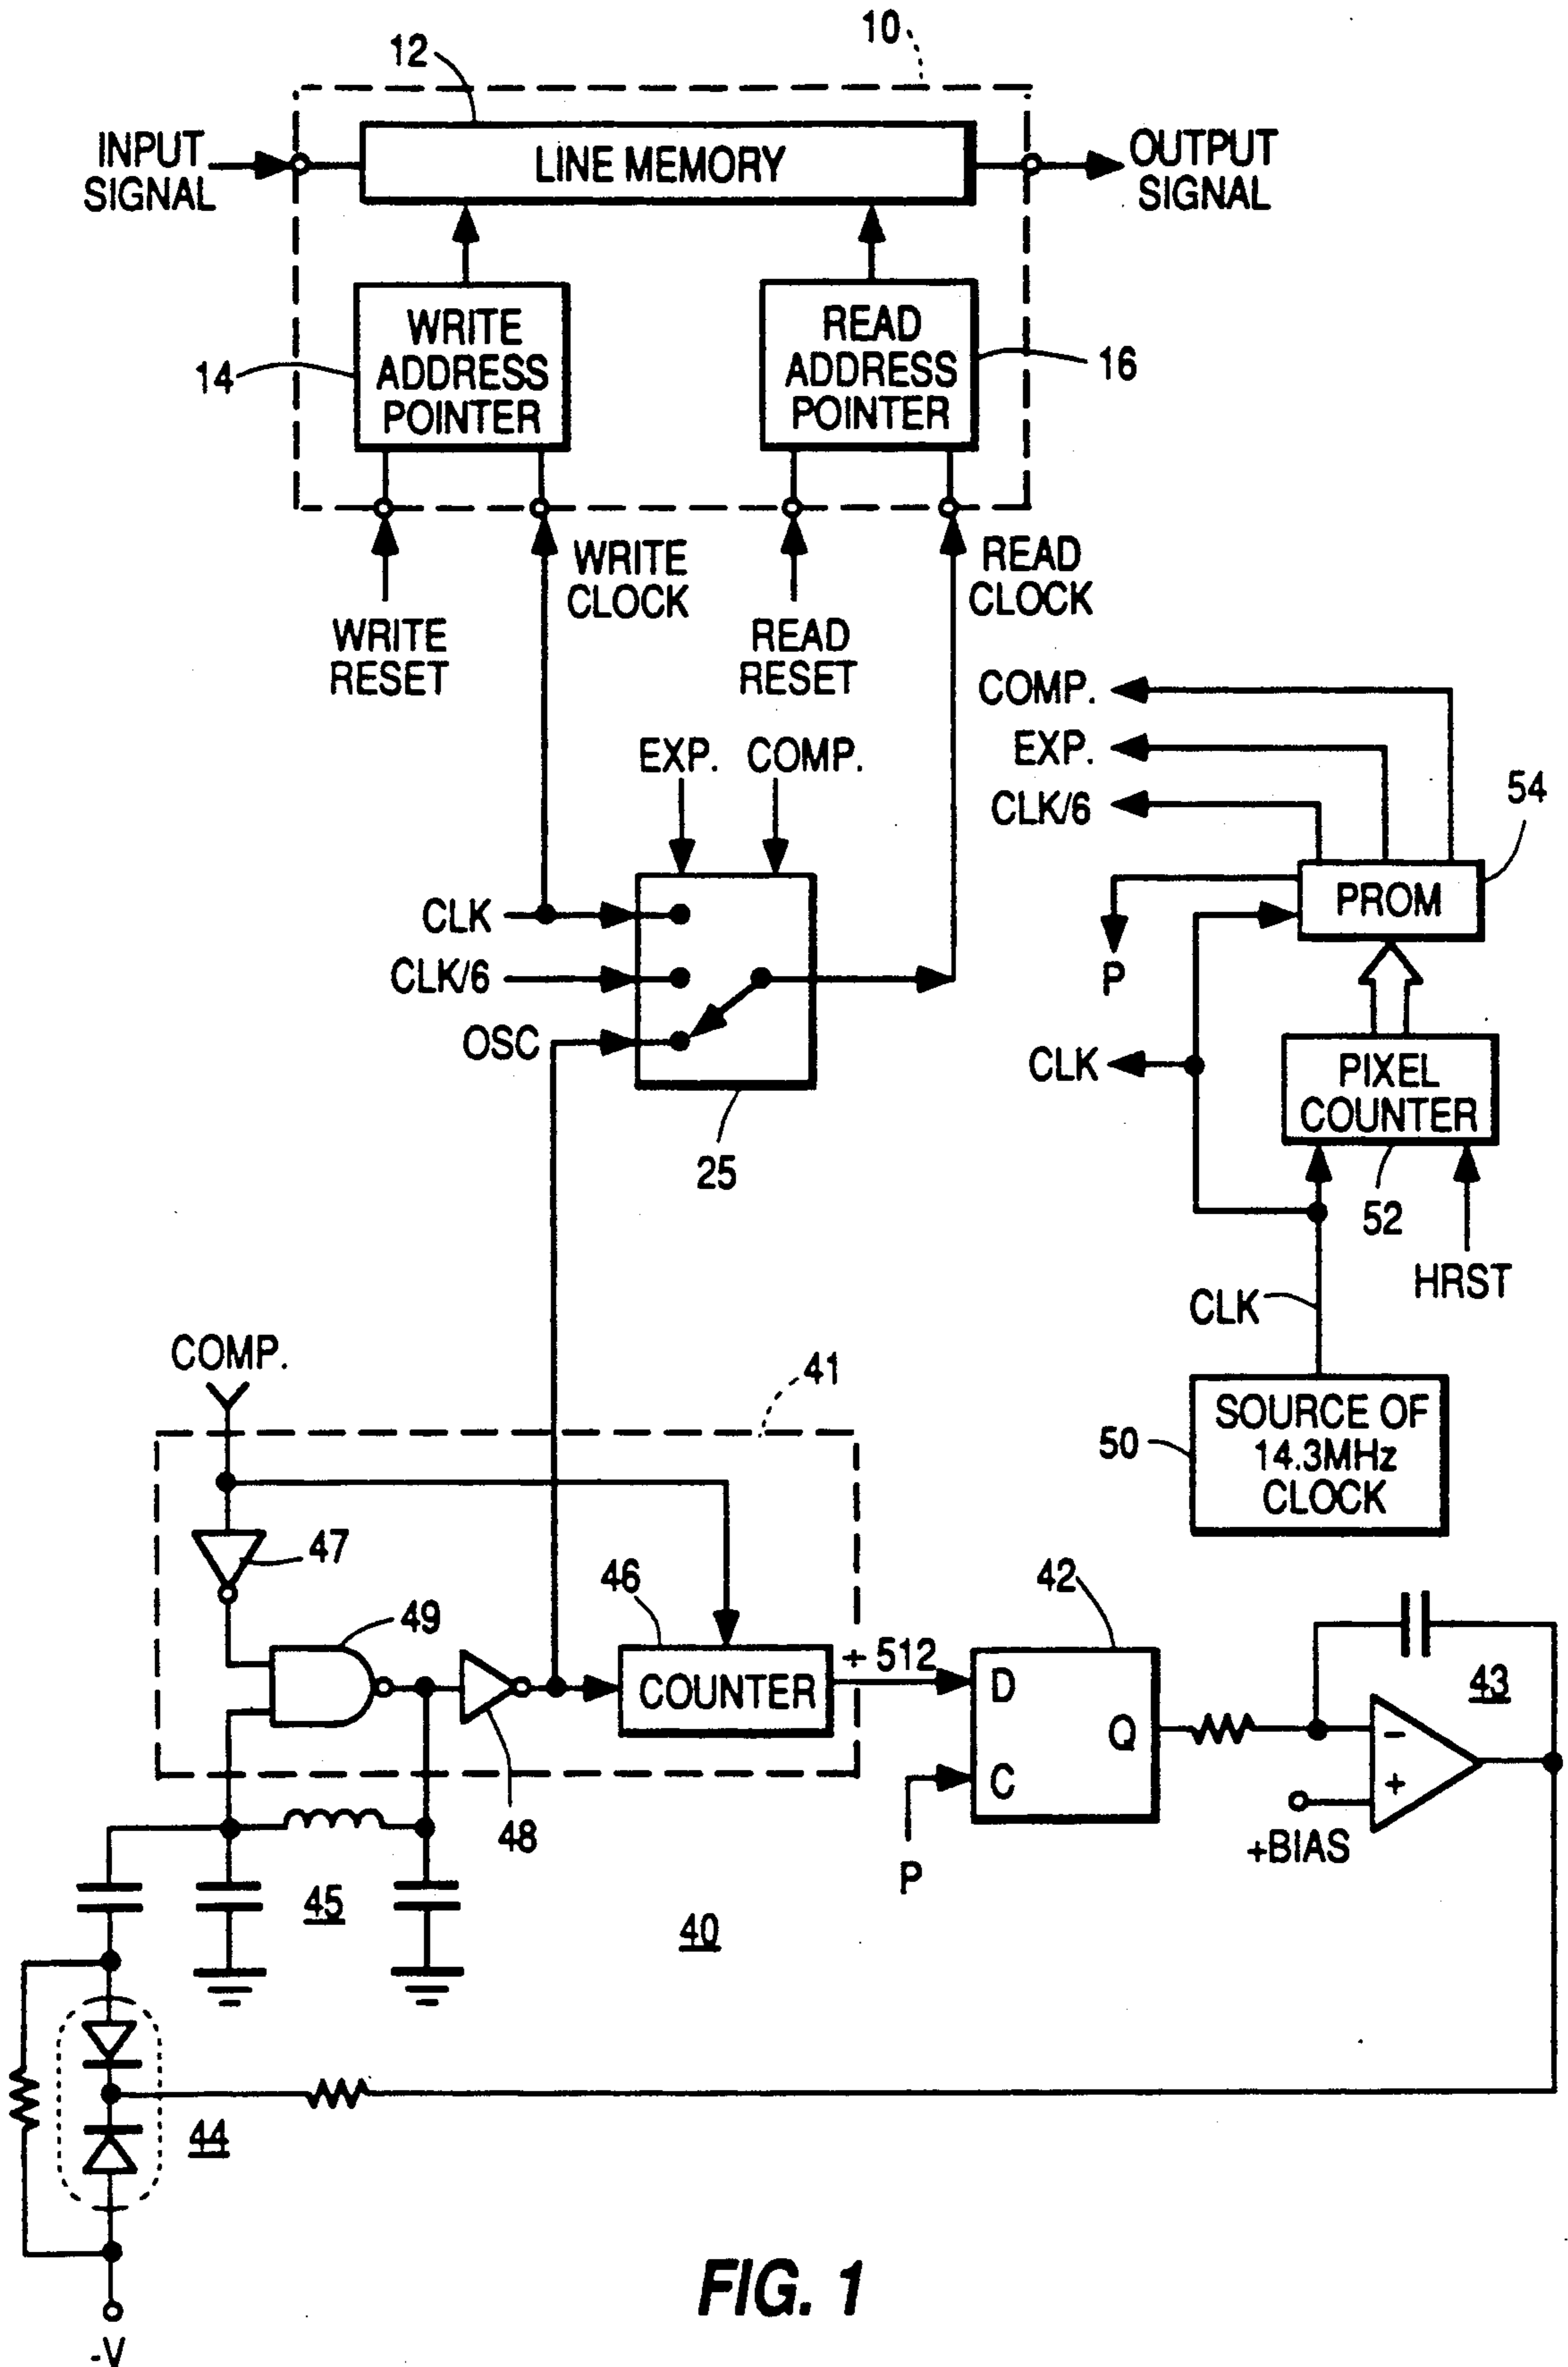 10
12
INPUT
SIGNAL
LINE MEMORY
OUTPUT
SIGNAL
WRITE
ADDRESS
POINTER
14
READ
ADDRESS
POINTER
16
WRITE
RESET
WRITE
CLOCK
READ
RESET
READ
CLOCK
COMP.
EXP.
CLK/6
54
PROM
P
CLK
PIXEL
COUNTER
52
HRST
CLK
50
SOURCE OF
14.3MHz
CLOCK
EXP.
COMP.
CLK
CLK/6
OSC
25
COMP.
41
47
49
46
COUNTER
÷ 512
48
42
D
Q
C
P
43
-
+
+BIAS
45
40
44
-V
FIG. 1